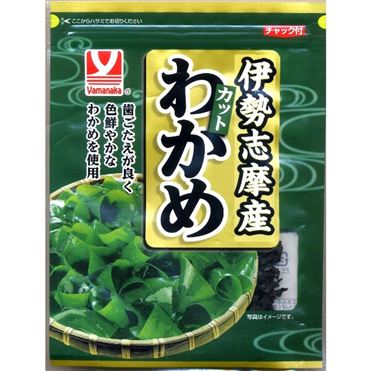 ここからハサミでお切りください
チャック付
Yamanaka®
伊勢志摩産
カット
わかめ
歯ごたえが良く
色鮮やかな
わかめを使用
写真はイメージです。